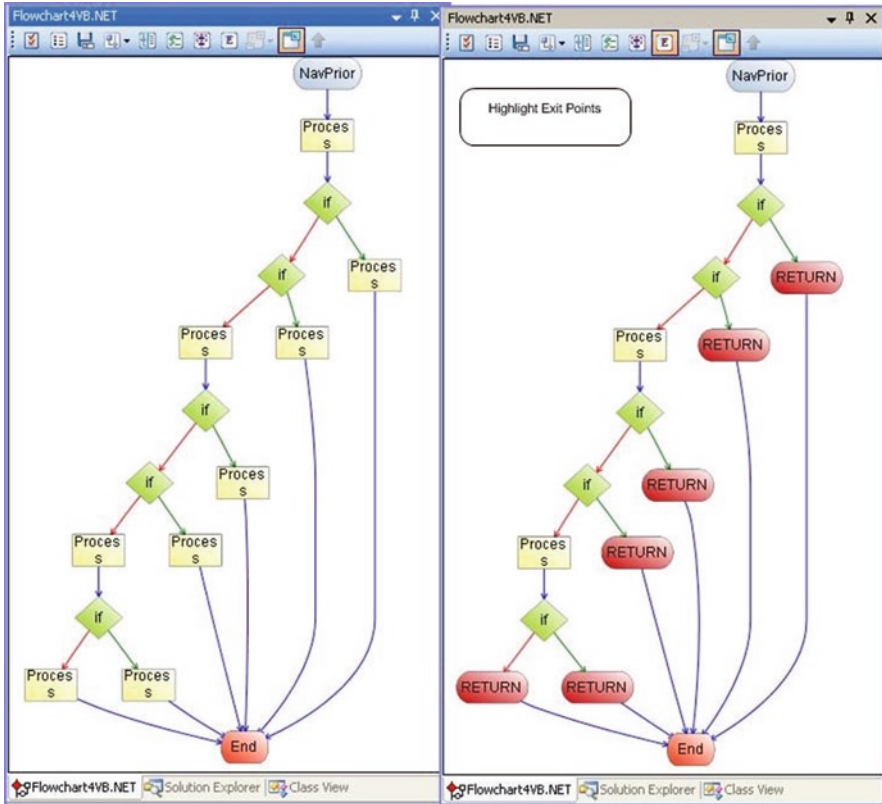 Flowchart4VB.NET
E
NavPrior
Proces
s
if
if
Proces
s
Proces
s
Proces
s
if
Proces
s
if
Proces
s
Proces
s
if
Proces
s
Proces
s
End
Flowchart4VB.NET Solution Explorer Class View
Flowchart4VB.NET
E
Highlight Exit Points
NavPrior
Proces
s
if
if
RETURN
Proces
s
RETURN
if
if
RETURN
Proces
s
RETURN
if
RETURN
RETURN
End
Flowchart4VB.NET Solution Explorer Class View